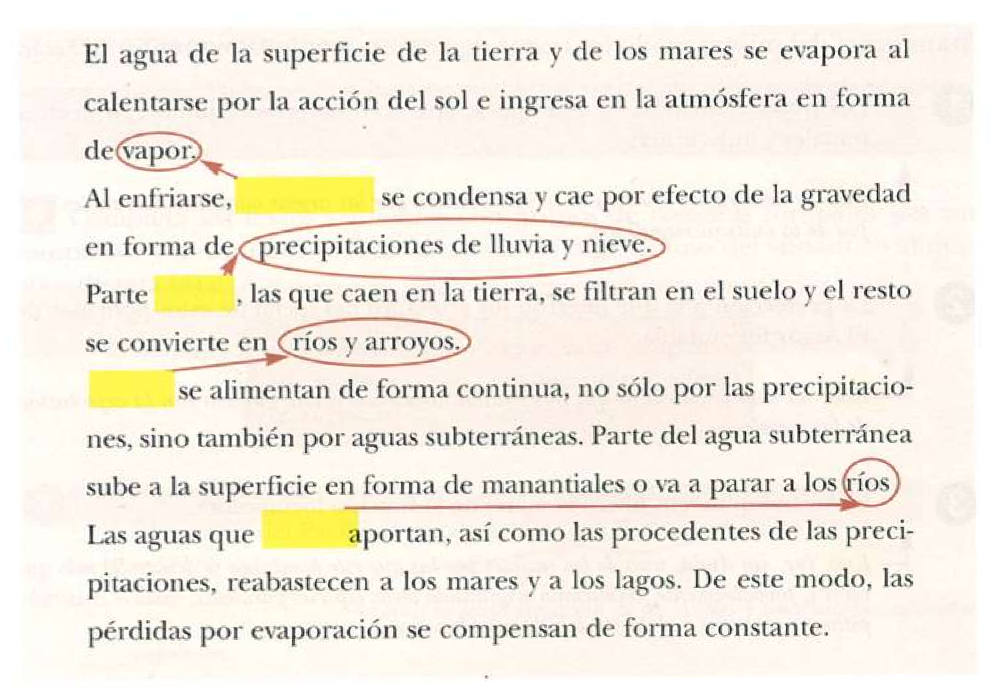 El agua de la superficie de la tierra y de los mares se evapora al
calentarse por la acción del sol e ingresa en la atmósfera en forma
de vapor.
Al enfriarse, se condensa y cae por efecto de la gravedad
en forma de precipitaciones de lluvia y nieve.
Parte , las que caen en la tierra, se filtran en el suelo y el resto
se convierte en ríos y arroyos.
se alimentan de forma continua, no sólo por las precipitacio-
nes, sino también por aguas subterráneas. Parte del agua subterránea
sube a la superficie en forma de manantiales o va a parar a los ríos
Las aguas que aportan, así como las procedentes de las preci-
pitaciones, reabastecen a los mares y a los lagos. De este modo, las
pérdidas por evaporación se compensan de forma constante.